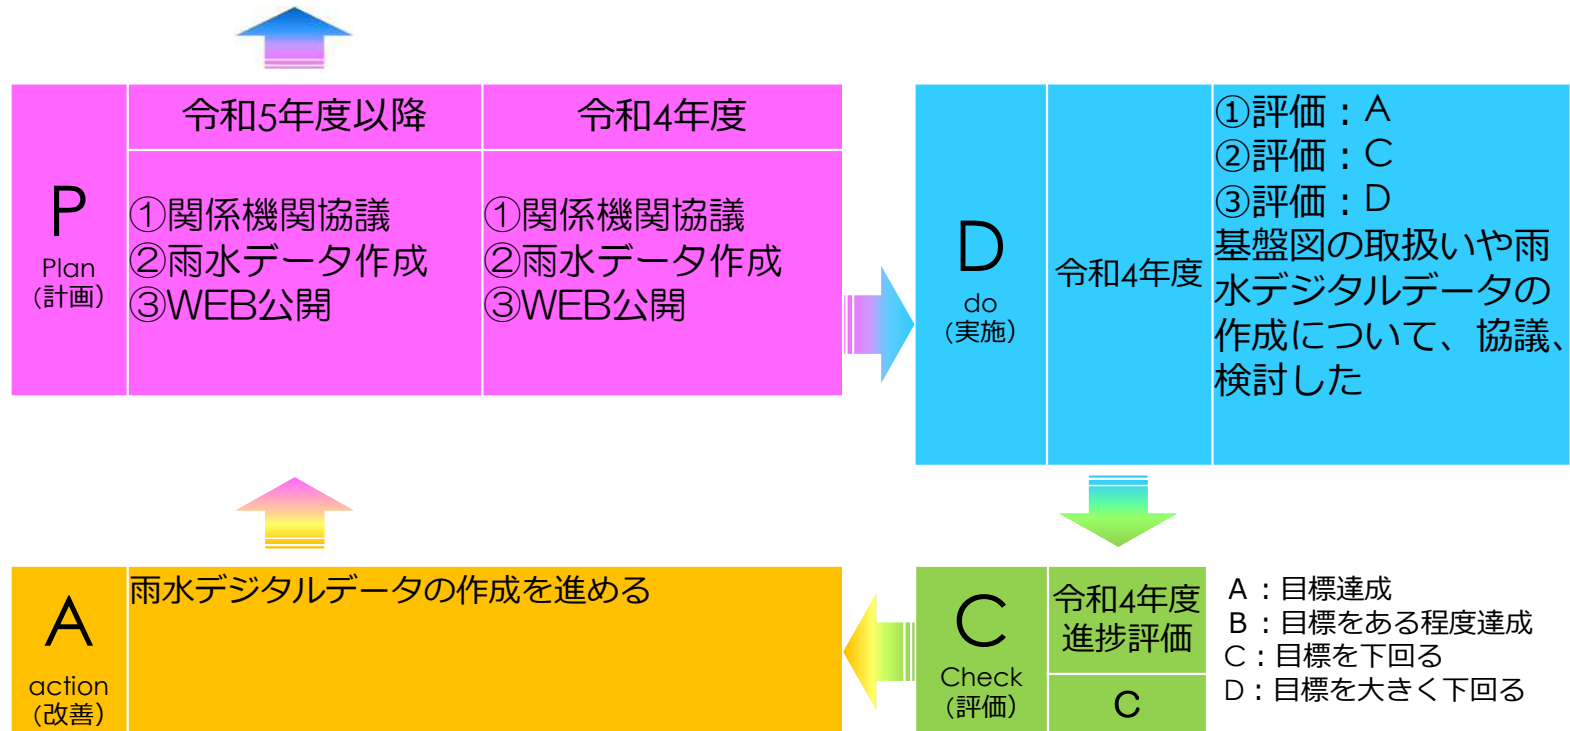 P
Plan
(計画)
令和5年度以降
①関係機関協議
②雨水データ作成
③WEB公開
令和4年度
①関係機関協議
②雨水データ作成
③WEB公開
D
do
(実施)
令和4年度
①評価：A
②評価：C
③評価：D
基盤図の取扱いや雨
水デジタルデータの
作成について、協議、
検討した
A
action
(改善)
雨水デジタルデータの作成を進める
C
Check
(評価)
令和4年度
進捗評価
C
A：目標達成
B：目標をある程度達成
C：目標を下回る
D：目標を大きく下回る